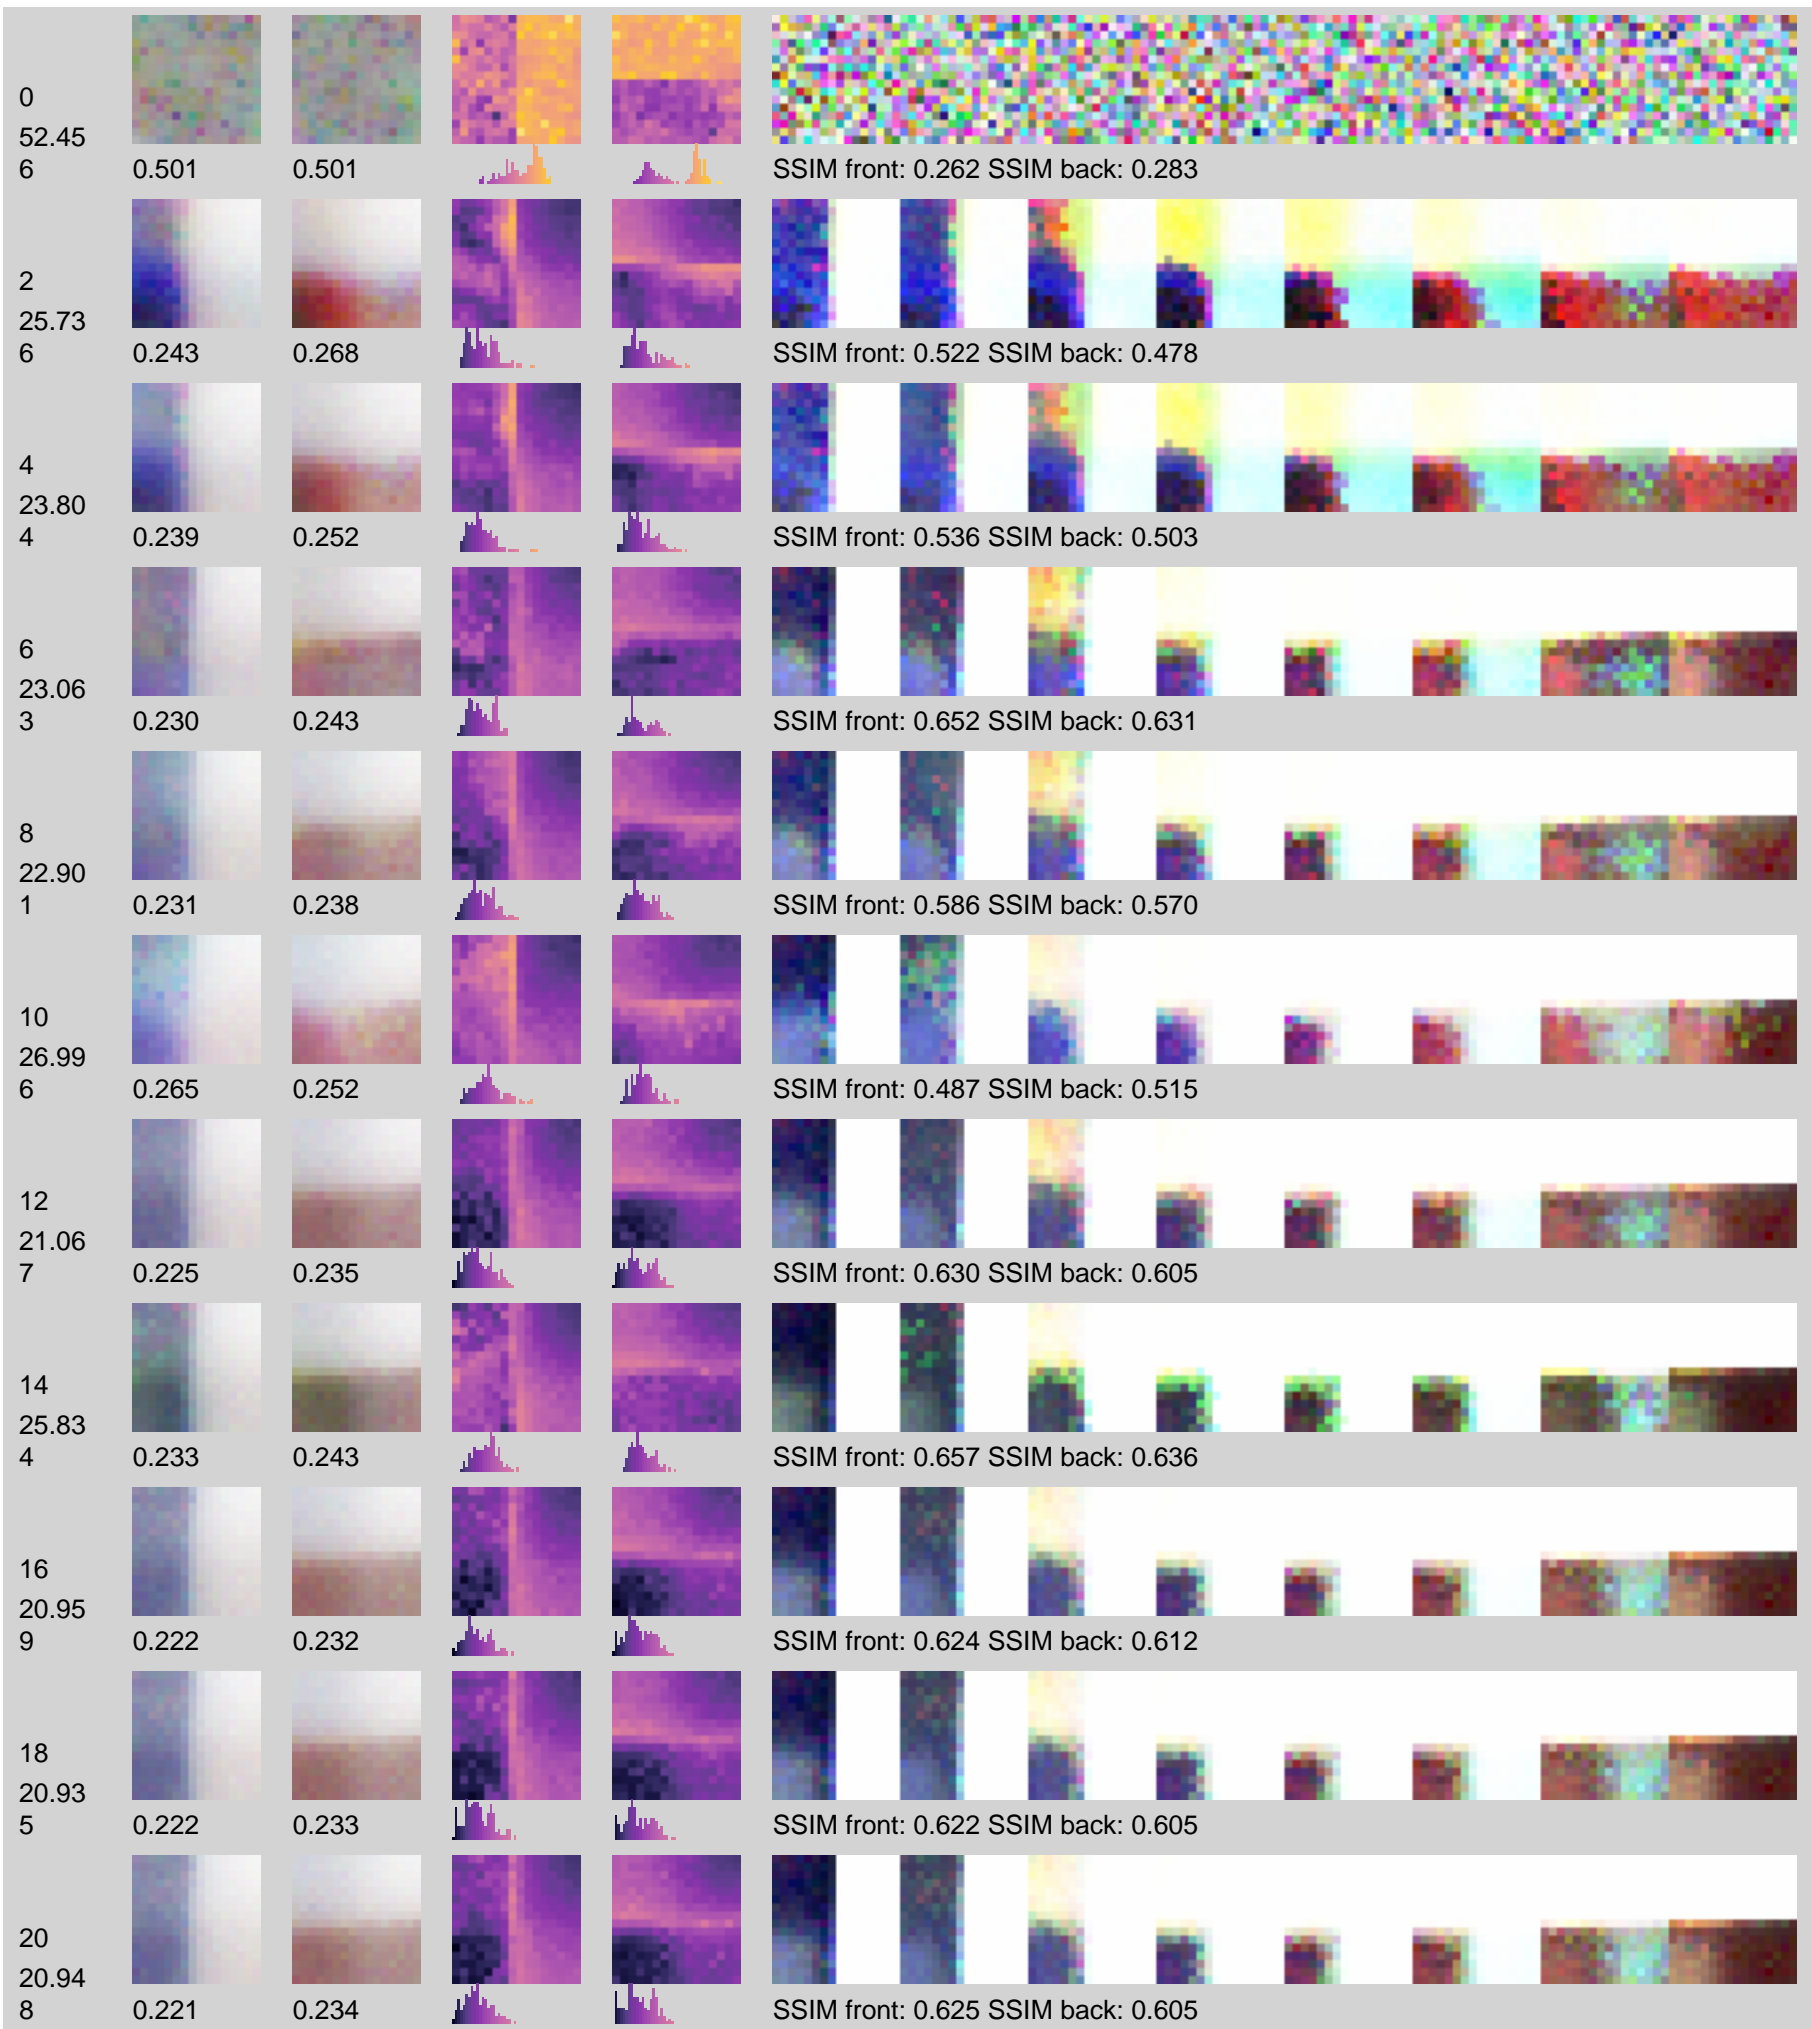 0
52.45
6 0.501 0.501 SSIM front: 0.262 SSIM back: 0.283
2
25.73
6 0.243 0.268 SSIM front: 0.522 SSIM back: 0.478
4
23.80
4 0.239 0.252 SSIM front: 0.536 SSIM back: 0.503
6
23.06
3 0.230 0.243 SSIM front: 0.652 SSIM back: 0.631
8
22.90
1 0.231 0.238 SSIM front: 0.586 SSIM back: 0.570
10
26.99
6 0.265 0.252 SSIM front: 0.487 SSIM back: 0.515
12
21.06
7 0.225 0.235 SSIM front: 0.630 SSIM back: 0.605
14
25.83
4 0.233 0.243 SSIM front: 0.657 SSIM back: 0.636
16
20.95
9 0.222 0.232 SSIM front: 0.624 SSIM back: 0.612
18
20.93
5 0.222 0.233 SSIM front: 0.622 SSIM back: 0.605
20
20.94
8 0.221 0.234 SSIM front: 0.625 SSIM back: 0.605